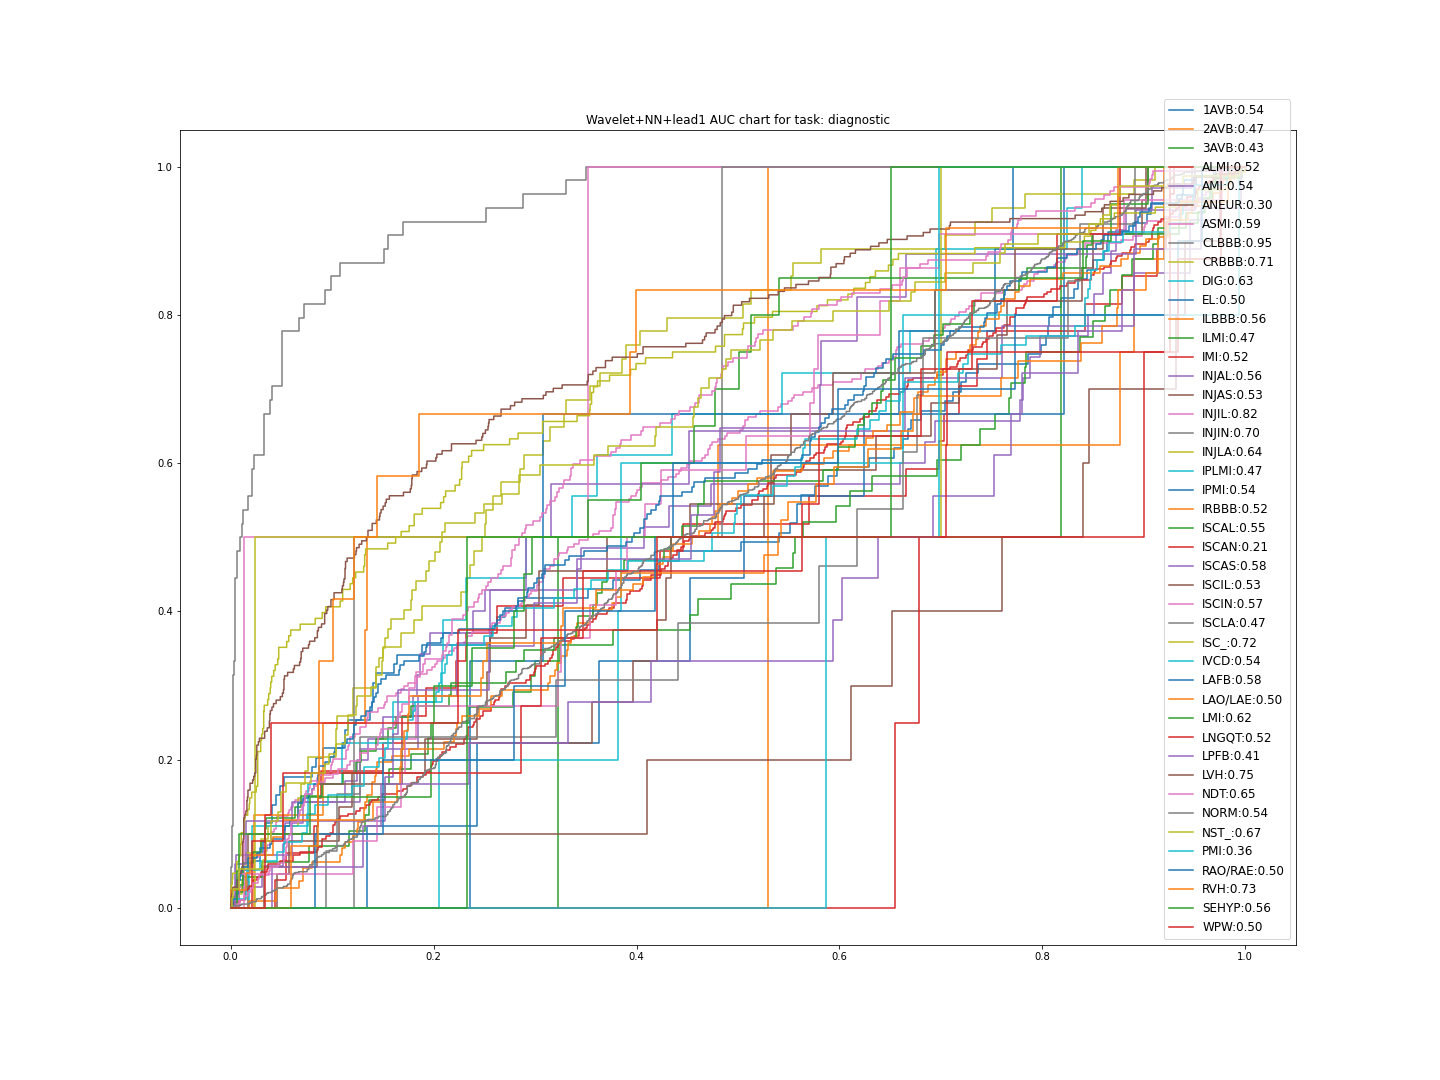 Wavelet+NN+lead1 AUC chart for task: diagnostic
1.0
0.8
0.6
0.4
0.2
0.0
0.0 0.2 0.4 0.6 0.8 1.0
1AVB:0.54
2AVB:0.47
3AVB:0.43
ALMI:0.52
AMI:0.54
ANEUR:0.30
ASMI:0.59
CLBBB:0.95
CRBBB:0.71
DIG:0.63
EL:0.50
ILBBB:0.56
ILMI:0.47
IMI:0.52
INJAL:0.56
INJAS:0.53
INJIL:0.82
INJIN:0.70
INJLA:0.64
IPLMI:0.47
IPMI:0.54
IRBBB:0.52
ISCAL:0.55
ISCAN:0.21
ISCAS:0.58
ISCIL:0.53
ISCIN:0.57
ISCLA:0.47
ISC_:0.72
IVCD:0.54
LAFB:0.58
LAO/LAE:0.50
LMI:0.62
LNGQT:0.52
LPFB:0.41
LVH:0.75
NDT:0.65
NORM:0.54
NST_:0.67
PMI:0.36
RAO/RAE:0.50
RVH:0.73
SEHYP:0.56
WPW:0.50